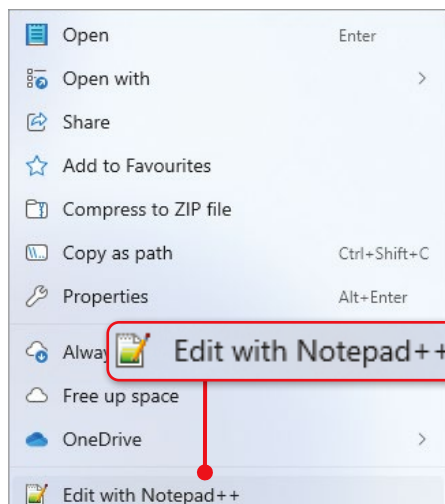 Open Enter
Open with
Share
Add to Favourites
Compress to ZIP file
Copy as path Ctrl+Shift+C
Properties Alt+Enter
Edit with Notepad++
Free up space
OneDrive
Edit with Notepad++